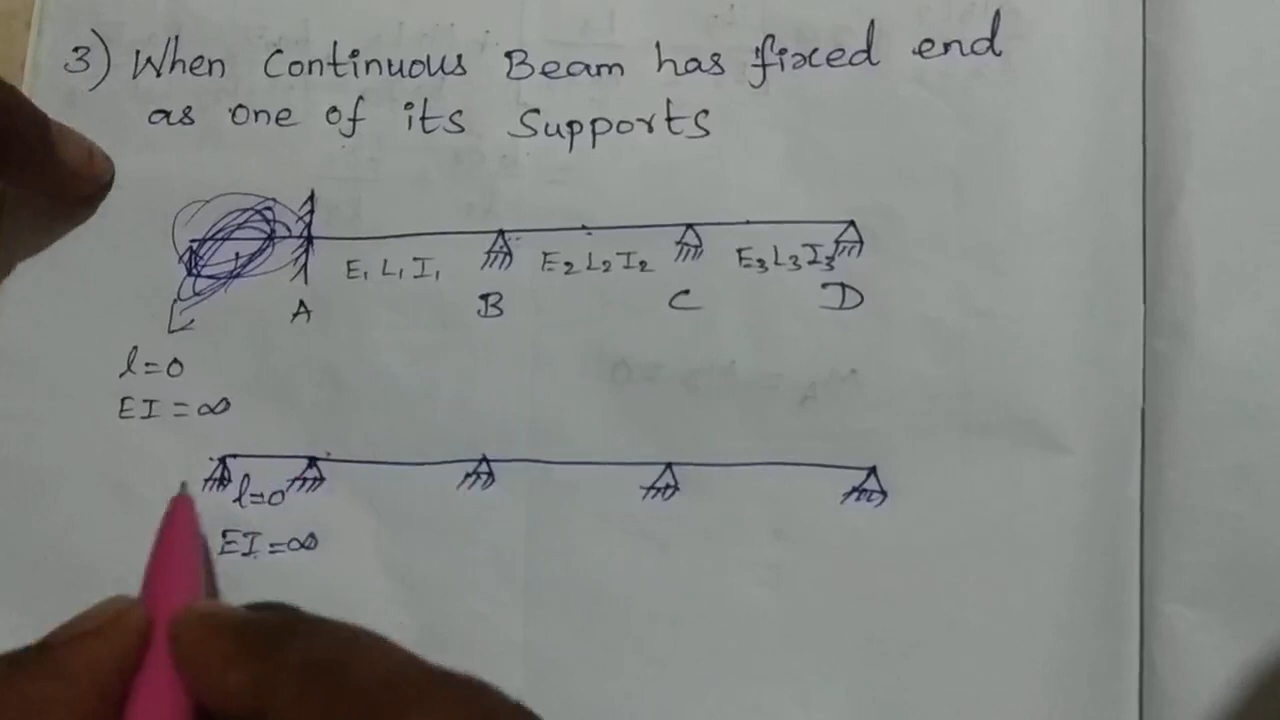 3) When Continuous Beam has fixed end
as one of its Supports
E₁ L₁ I₁ E₂ L₂ I₂ E₃ L₃ I₃
A B C D
l=0
EI=∞
l=0
EI=∞